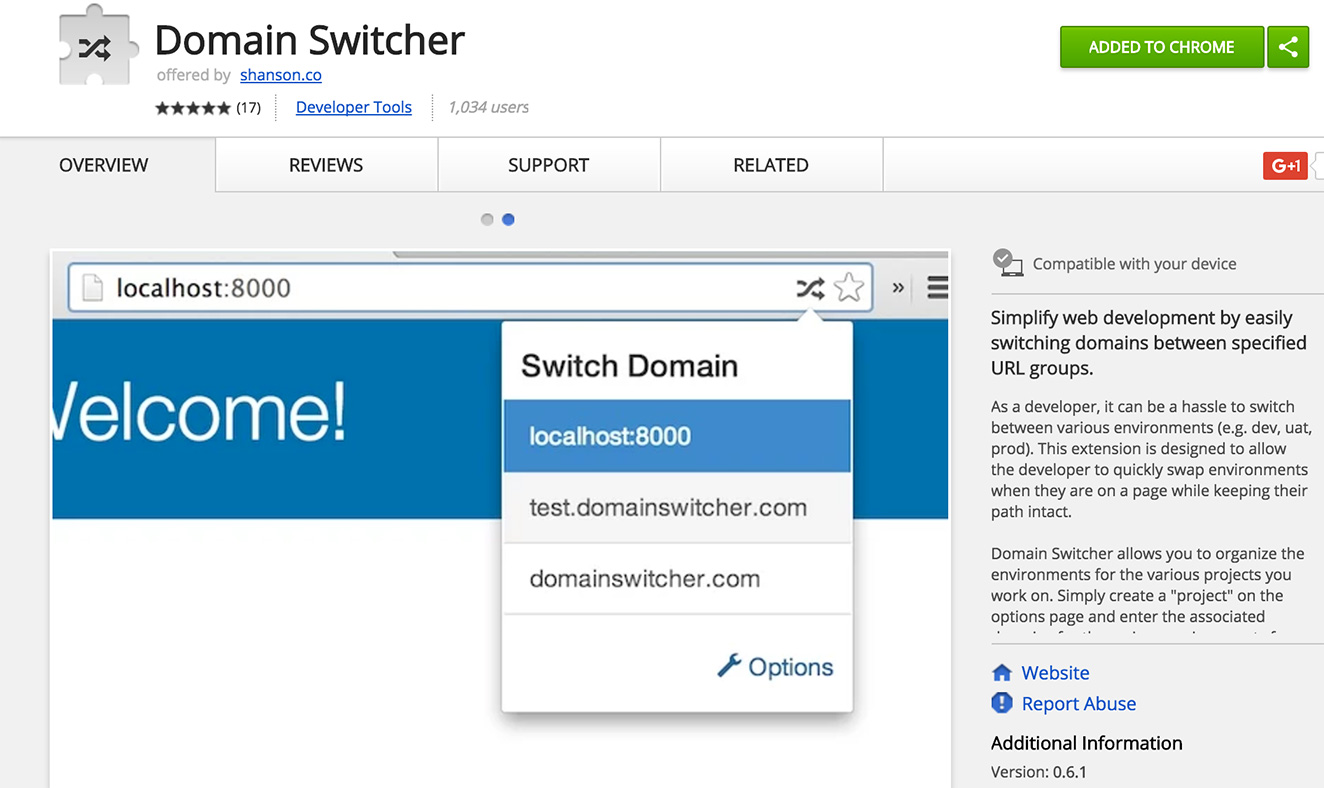 Domain Switcher
offered by shanson.co
(17) Developer Tools 1,034 users
ADDED TO CHROME
OVERVIEW REVIEWS SUPPORT RELATED
G+1
localhost:8000 »
Welcome!
Switch Domain
localhost:8000
test.domainswitcher.com
domainswitcher.com
Options
Compatible with your device
Simplify web development by easily
switching domains between specified
URL groups.
As a developer, it can be a hassle to switch
between various environments (e.g. dev, uat,
prod). This extension is designed to allow
the developer to quickly swap environments
when they are on a page while keeping their
path intact.
Domain Switcher allows you to organize the
environments for the various projects you
work on. Simply create a "project" on the
options page and enter the associated
Website
Report Abuse
Additional Information
Version: 0.6.1